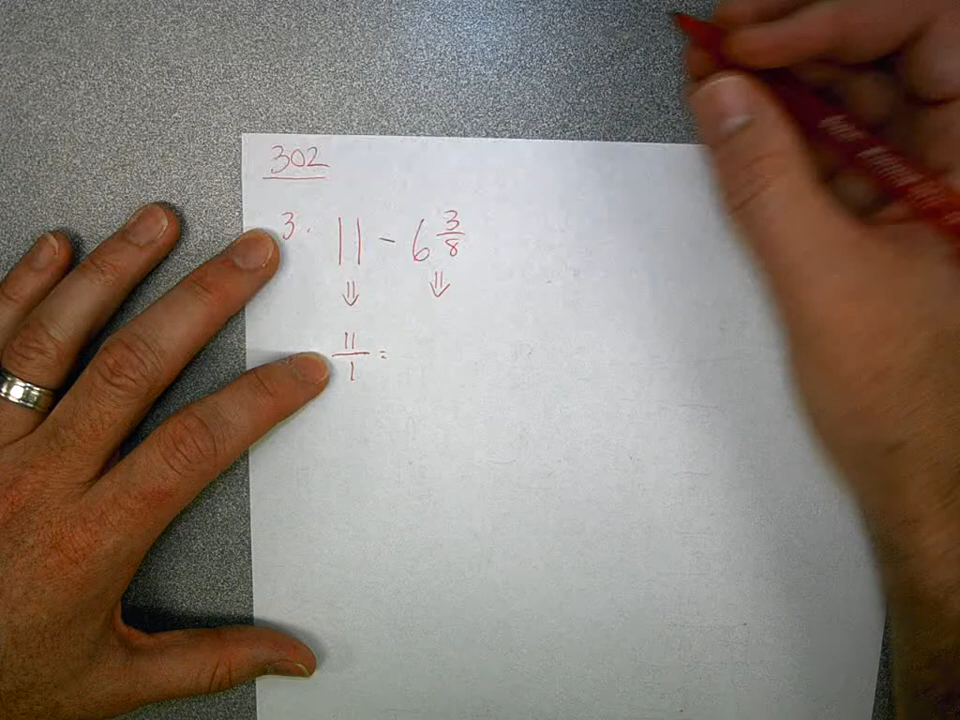 302
3. 11 - 6 3/8
⇓ ⇓
11/1 =